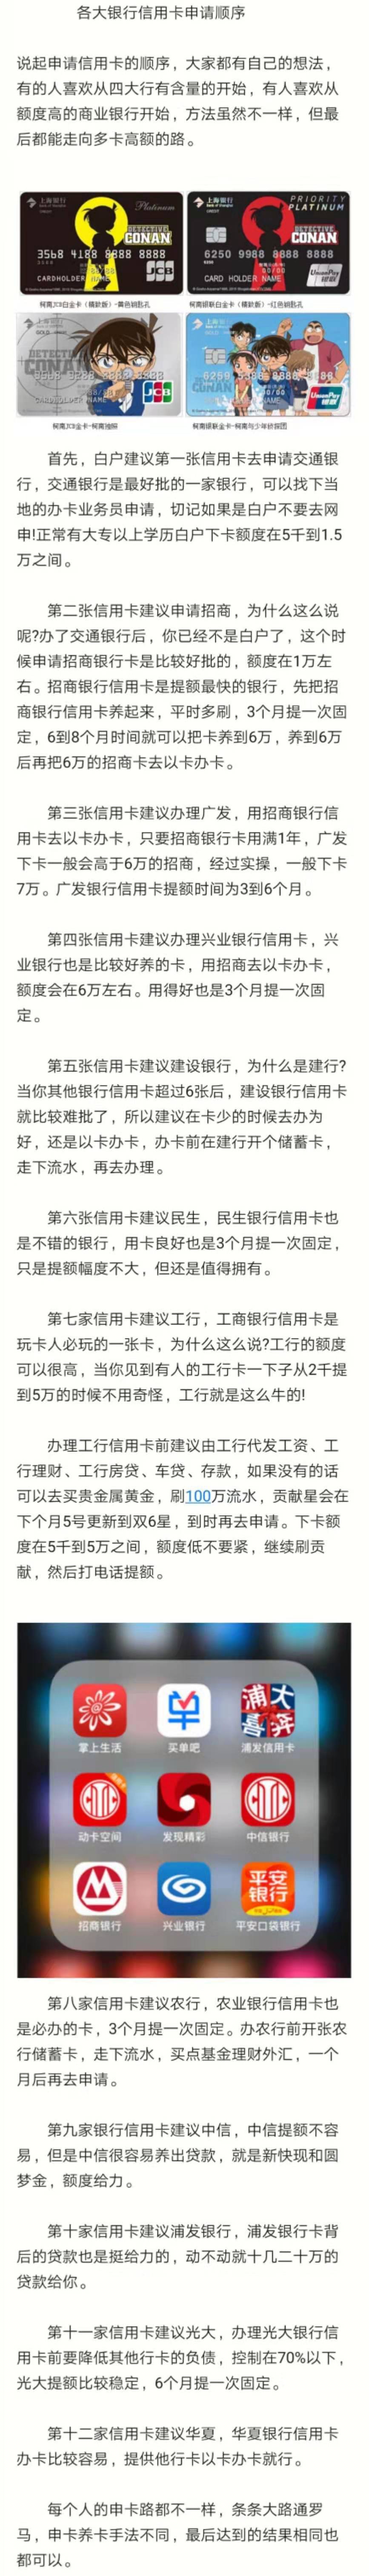 各大银行信用卡申请顺序
说起申请信用卡的顺序，大家都有自己的想法，
有的人喜欢从四大行有含量的开始，有人喜欢从
额度高的商业银行开始，方法虽然不一样，但最
后都能走向多卡高额的路。
上海银行
Bank of Shanghai
Platinum
DETECTIVE
CONAN
3568 4188 8888 8888
CARDHOLDER NAME
JCB
上海银行
Bank of Shanghai
PRIORITY
PLATINUM
DETECTIVE
CONAN
6250 9988 8888 8888
CARD HOLDER NAME
UnionPay
银联
柯南JCB白金卡（精致版）-黄色钥匙孔
柯南银联白金卡（精致版）-红色钥匙孔
上海银行
GOLD
DETECTIVE
CONAN
JCB
上海银行
CONAN
UnionPay
银联
柯南JCB金卡-柯南独照
柯南银联金卡-柯南与少年侦探团
首先，白户建议第一张信用卡去申请交通银
行，交通银行是最好批的一家银行，可以找下当
地的办卡业务员申请，切记如果是白户不要去网
申!正常有大专以上学历白户下卡额度在5千到1.5
万之间。
第二张信用卡建议申请招商，为什么这么说
呢?办了交通银行后，你已经不是白户了，这个时
候申请招商银行卡是比较好批的，额度在1万左
右。招商银行信用卡是提额最快的银行，先把招
商银行信用卡养起来，平时多刷，3个月提一次固
定，6到8个月时间就可以把卡养到6万，养到6万
后再把6万的招商卡去以卡办卡。
第三张信用卡建议办理广发，用招商银行信
用卡去以卡办卡，只要招商银行卡用满1年，广发
下卡一般会高于6万的招商，经过实操，一般下卡
7万。广发银行信用卡提额时间为3到6个月。
第四张信用卡建议办理兴业银行信用卡，兴
业银行也是比较好养的卡，用招商去以卡办卡，
额度会在6万左右。用得好也是3个月提一次固
定。
第五张信用卡建议建设银行，为什么是建行?
当你其他银行信用卡超过6张后，建设银行信用卡
就比较难批了，所以建议在卡少的时候去办为
好，还是以卡办卡，办卡前在建行开个储蓄卡，
走下流水，再去办理。
第六张信用卡建议民生，民生银行信用卡也
是不错的银行，用卡良好也是3个月提一次固定，
只是提额幅度不大，但还是值得拥有。
第七家信用卡建议工行，工商银行信用卡是
玩卡人必玩的一张卡，为什么这么说?工行的额度
可以很高，当你见到有人的工行卡一下子从2千提
到5万的时候不用奇怪，工行就是这么牛的!
办理工行信用卡前建议由工行代发工资、工
行理财、工行房贷、车贷、存款，如果没有的话
可以去买贵金属黄金，刷100万流水，贡献星会在
下个月5号更新到双6星，到时再去申请。下卡额
度在5千到5万之间，额度低不要紧，继续刷贡
献，然后打电话提额。
浦大
喜奔
掌上生活
买单吧
浦发信用卡
动卡空间
发现精彩
中信银行
平安
银行
招商银行
兴业银行
平安口袋银行
第八家信用卡建议农行，农业银行信用卡也
是必办的卡，3个月提一次固定。办农行前开张农
行储蓄卡，走下流水，买点基金理财外汇，一个
月后再去申请。
第九家银行信用卡建议中信，中信提额不容
易，但是中信很容易养出贷款，就是新快现和圆
梦金，额度给力。
第十家信用卡建议浦发银行，浦发银行卡背
后的贷款也是挺给力的，动不动就十几二十万的
贷款给你。
第十一家信用卡建议光大，办理光大银行信
用卡前要降低其他行卡的负债，控制在70%以下，
光大提额比较稳定，6个月提一次固定。
第十二家信用卡建议华夏，华夏银行信用卡
办卡比较容易，提供他行卡以卡办卡就行。
每个人的申卡路都不一样，条条大路通罗
马，申卡养卡手法不同，最后达到的结果相同也
都可以。